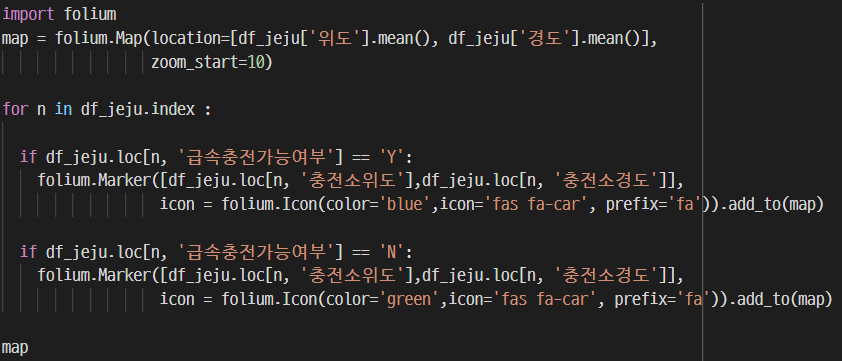 import folium
map = folium.Map(location=[df_jeju['위도'].mean(), df_jeju['경도'].mean()],
zoom_start=10)
for n in df_jeju.index :
if df_jeju.loc[n, '급속충전가능여부'] == 'Y':
folium.Marker([df_jeju.loc[n, '충전소위도'],df_jeju.loc[n, '충전소경도']],
icon = folium.Icon(color='blue',icon='fas fa-car', prefix='fa')).add_to(map)
if df_jeju.loc[n, '급속충전가능여부'] == 'N':
folium.Marker([df_jeju.loc[n, '충전소위도'],df_jeju.loc[n, '충전소경도']],
icon = folium.Icon(color='green',icon='fas fa-car', prefix='fa')).add_to(map)
map